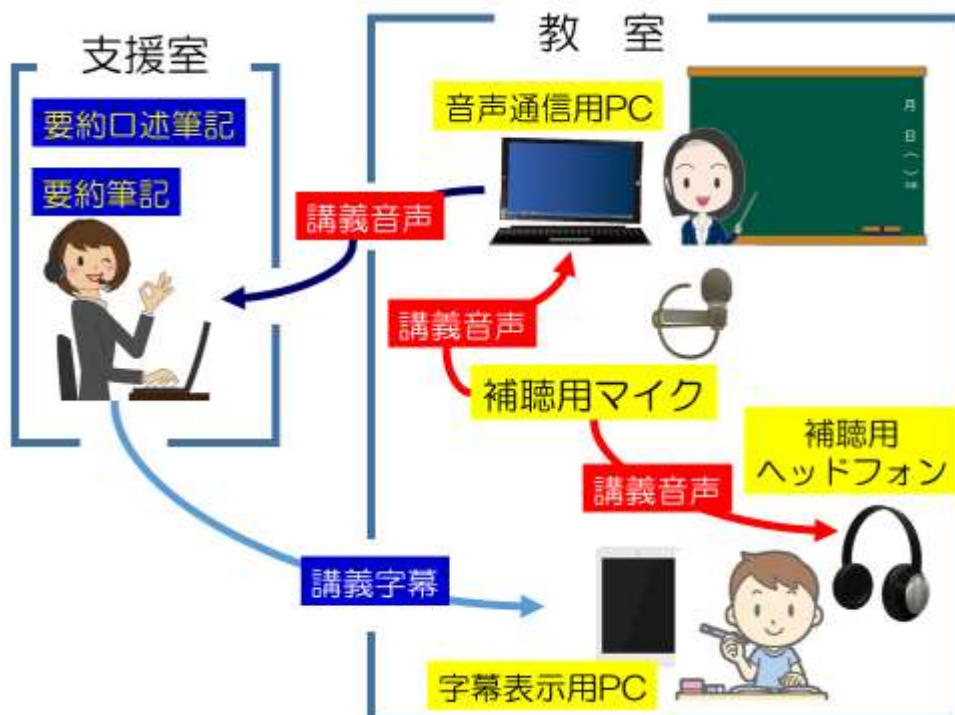 支援室
要約口述筆記
要約筆記
教　室
音声通信用PC
月
日
講義音声
講義音声
補聴用マイク
講義音声
補聴用
ヘッドフォン
講義字幕
字幕表示用PC